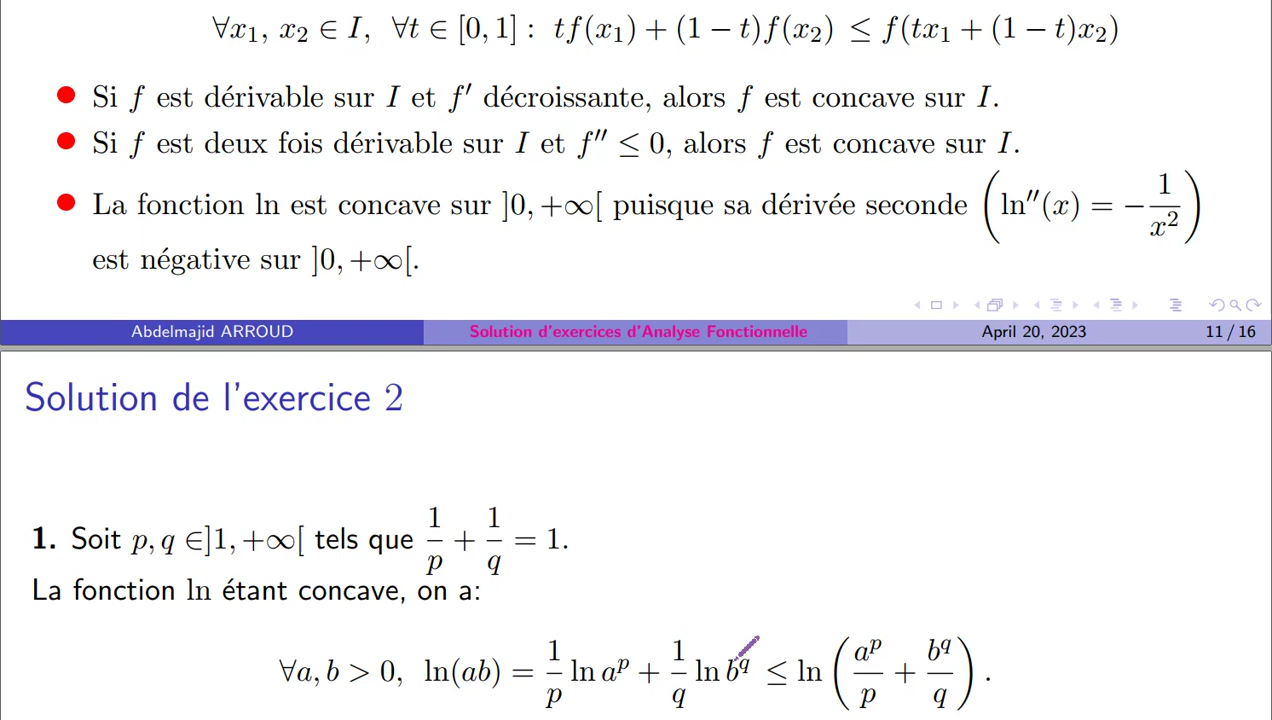 ∀x₁, x₂ ∈ I, ∀t ∈ [0, 1] : tf(x₁) + (1 − t)f(x₂) ≤ f(tx₁ + (1 − t)x₂)
Si f est dérivable sur I et f′ décroissante, alors f est concave sur I.
Si f est deux fois dérivable sur I et f″ ≤ 0, alors f est concave sur I.
La fonction ln est concave sur ]0, +∞[ puisque sa dérivée seconde (ln″(x) = −1/x²)
est négative sur ]0, +∞[.
Abdelmajid ARROUD Solution d'exercices d'Analyse Fonctionnelle April 20, 2023 11 / 16
Solution de l'exercice 2
1. Soit p, q ∈]1, +∞[ tels que 1/p + 1/q = 1.
La fonction ln étant concave, on a:
∀a, b > 0, ln(ab) = 1/p ln aᵖ + 1/q ln b^q ≤ ln (aᵖ/p + b^q/q).